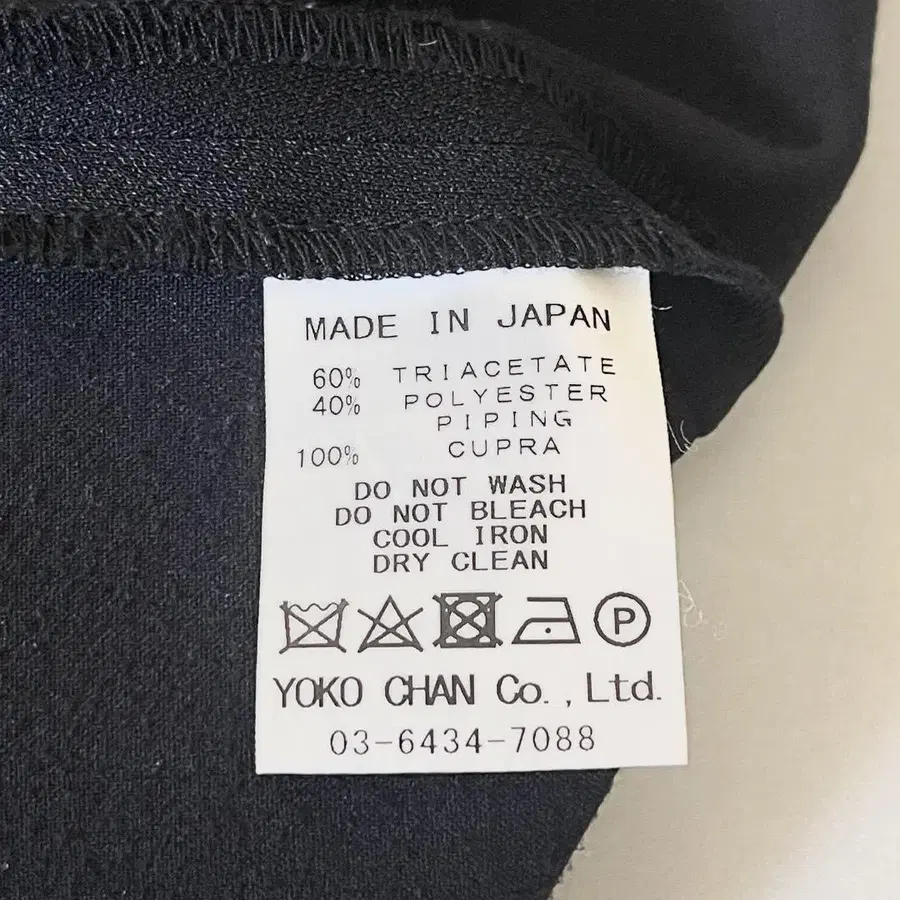 MADE IN JAPAN
60% TRIACETATE
40% POLYESTER
PIPING
100% CUPRA
DO NOT WASH
DO NOT BLEACH
COOL IRON
DRY CLEAN
P
YOKO CHAN Co.,Ltd.
03-6434-7088